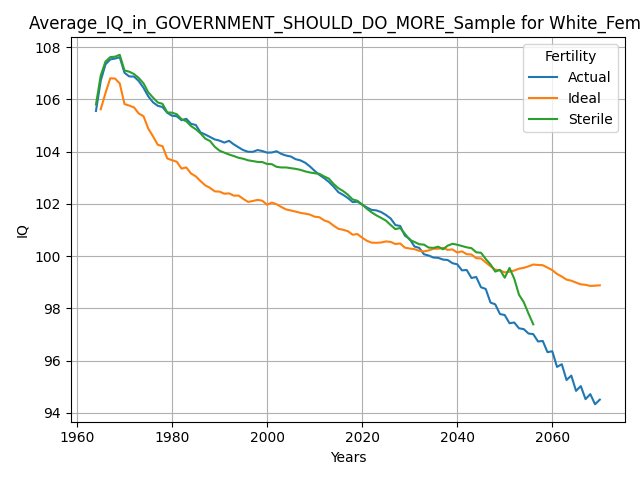 Average_IQ_in_GOVERNMENT_SHOULD_DO_MORE_Sample for White_Fem
108
106
104
102
100
98
96
94
IQ
Fertility
Actual
Ideal
Sterile
1960
1980
2000
2020
2040
2060
Years